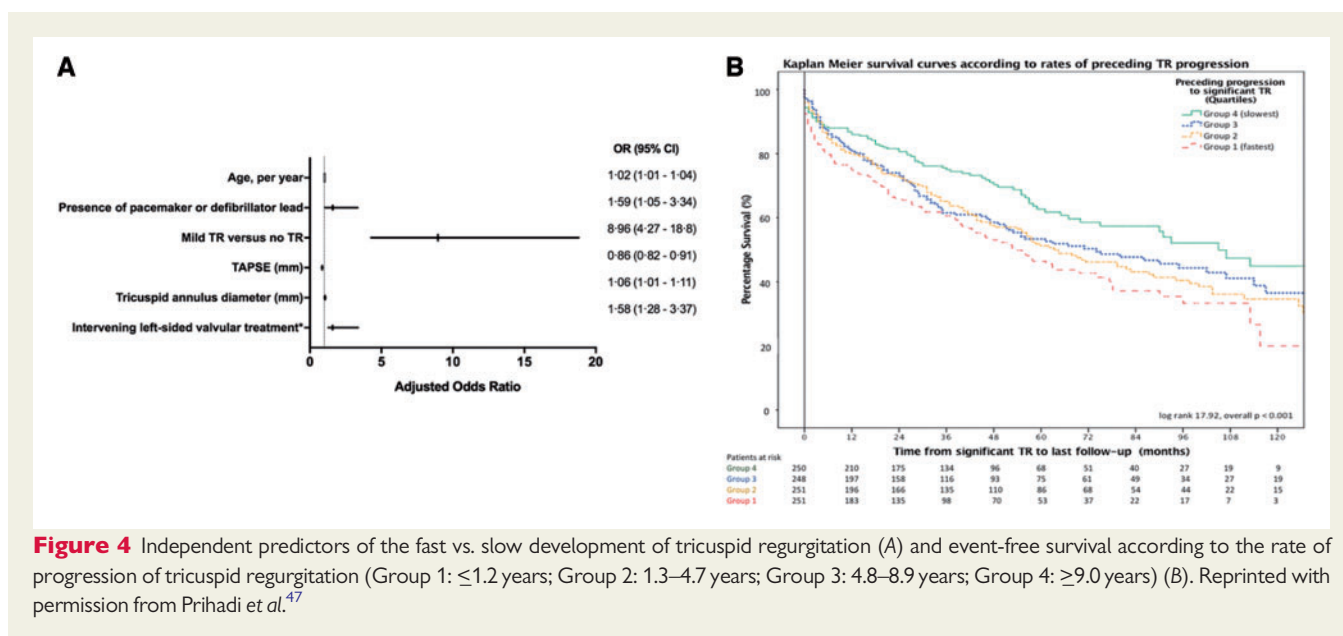 A
OR (95% CI)
Age, per year 1·02 (1·01 - 1·04)
Presence of pacemaker or defibrillator lead 1·59 (1·05 - 3·34)
Mild TR versus no TR 8·96 (4·27 - 18·8)
TAPSE (mm) 0·86 (0·82 - 0·91)
Tricuspid annulus diameter (mm) 1·06 (1·01 - 1·11)
Intervening left-sided valvular treatment* 1·58 (1·28 - 3·37)
0 5 10 15 20
Adjusted Odds Ratio
B
Kaplan Meier survival curves according to rates of preceding TR progression
Preceding progression
to significant TR
(Quartiles)
Group 4 (slowest)
Group 3
Group 2
Group 1 (fastest)
Percentage Survival (%)
100
80
60
40
20
0
log rank 17.92, overall p < 0.001
0 12 24 36 48 60 72 84 96 108 120
Time from significant TR to last follow-up (months)
Patients at risk
Group 4 250 210 175 134 96 68 51 40 27 19 9
Group 3 248 197 158 116 93 75 61 49 34 27 19
Group 2 251 196 166 135 110 86 68 54 44 22 15
Group 1 251 183 135 98 70 53 37 22 17 7 3
Figure 4 Independent predictors of the fast vs. slow development of tricuspid regurgitation (A) and event-free survival according to the rate of
progression of tricuspid regurgitation (Group 1: ≤1.2 years; Group 2: 1.3–4.7 years; Group 3: 4.8–8.9 years; Group 4: ≥9.0 years) (B). Reprinted with
permission from Prihadi et al.47